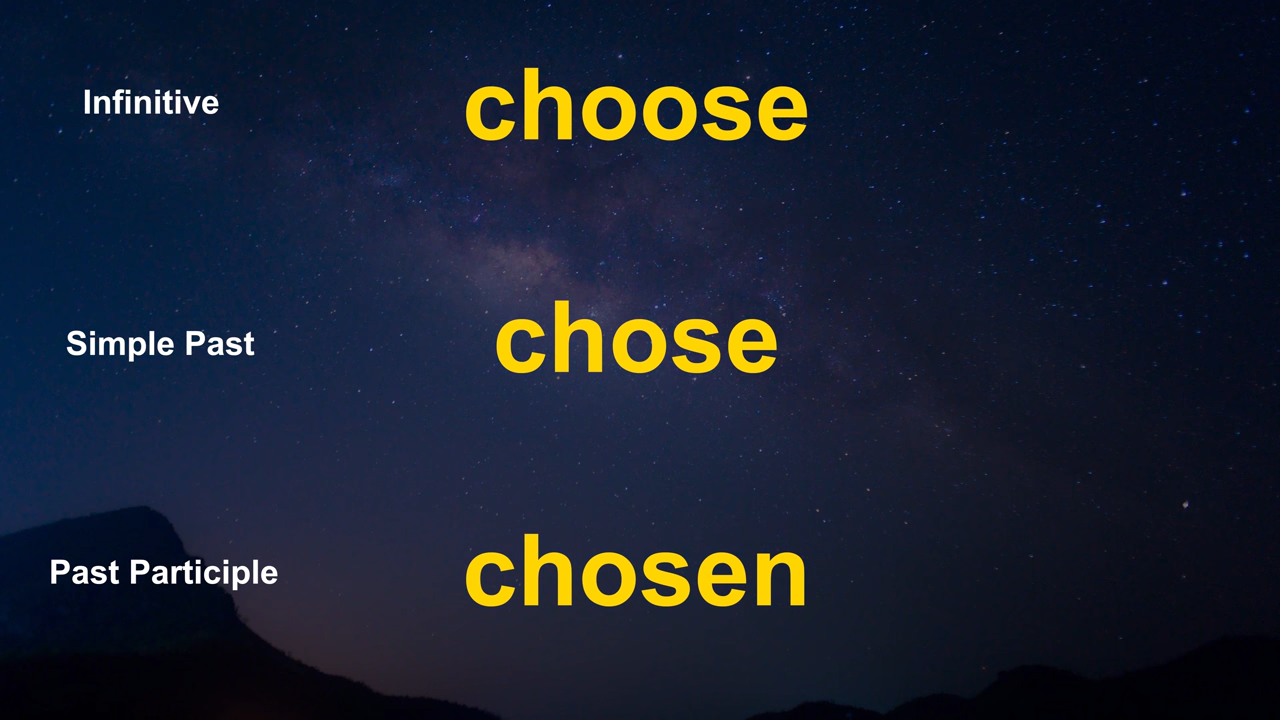 Infinitive choose
Simple Past chose
Past Participle chosen